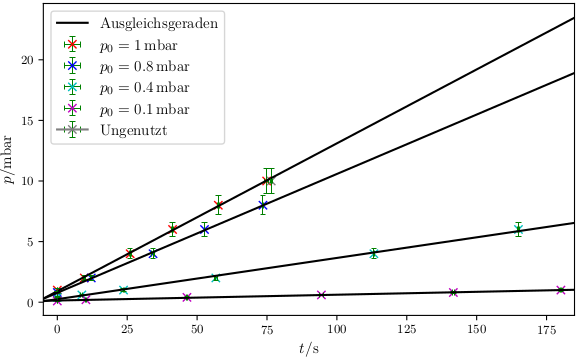 Ausgleichsgeraden
p₀ = 1 mbar
p₀ = 0.8 mbar
p₀ = 0.4 mbar
p₀ = 0.1 mbar
Ungenutzt
p/mbar
20
15
10
5
0
0 25 50 75 100 125 150 175
t/s